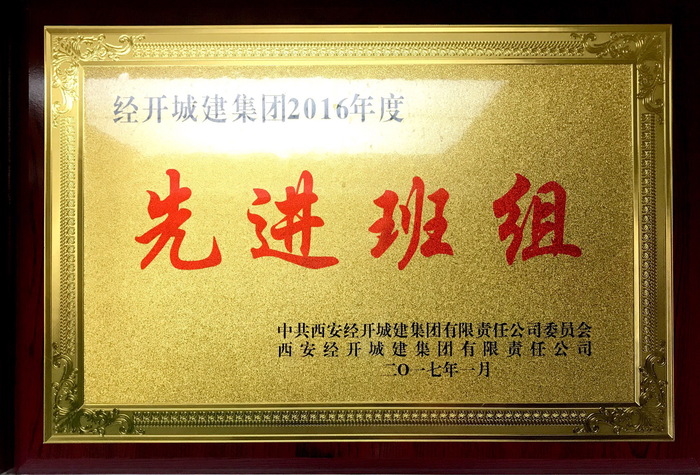 经开城建集团2016年度
先进班组
中共西安经开城建集团有限责任公司委员会
西安经开城建集团有限责任公司
二〇一七年一月